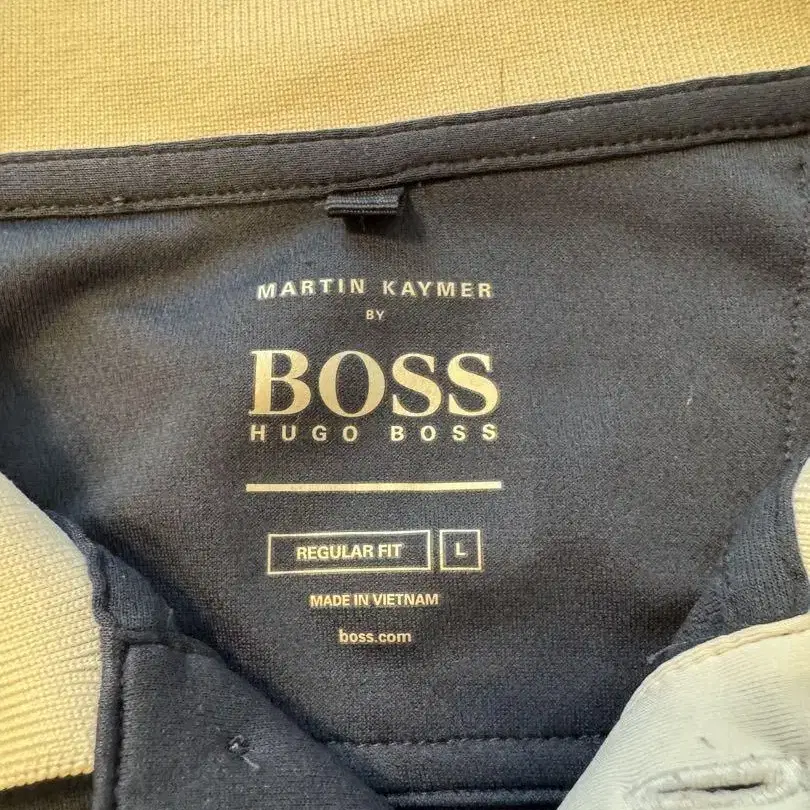 MARTIN KAYMER
BY
BOSS
HUGO BOSS
REGULAR FIT L
MADE IN VIETNAM
boss.com